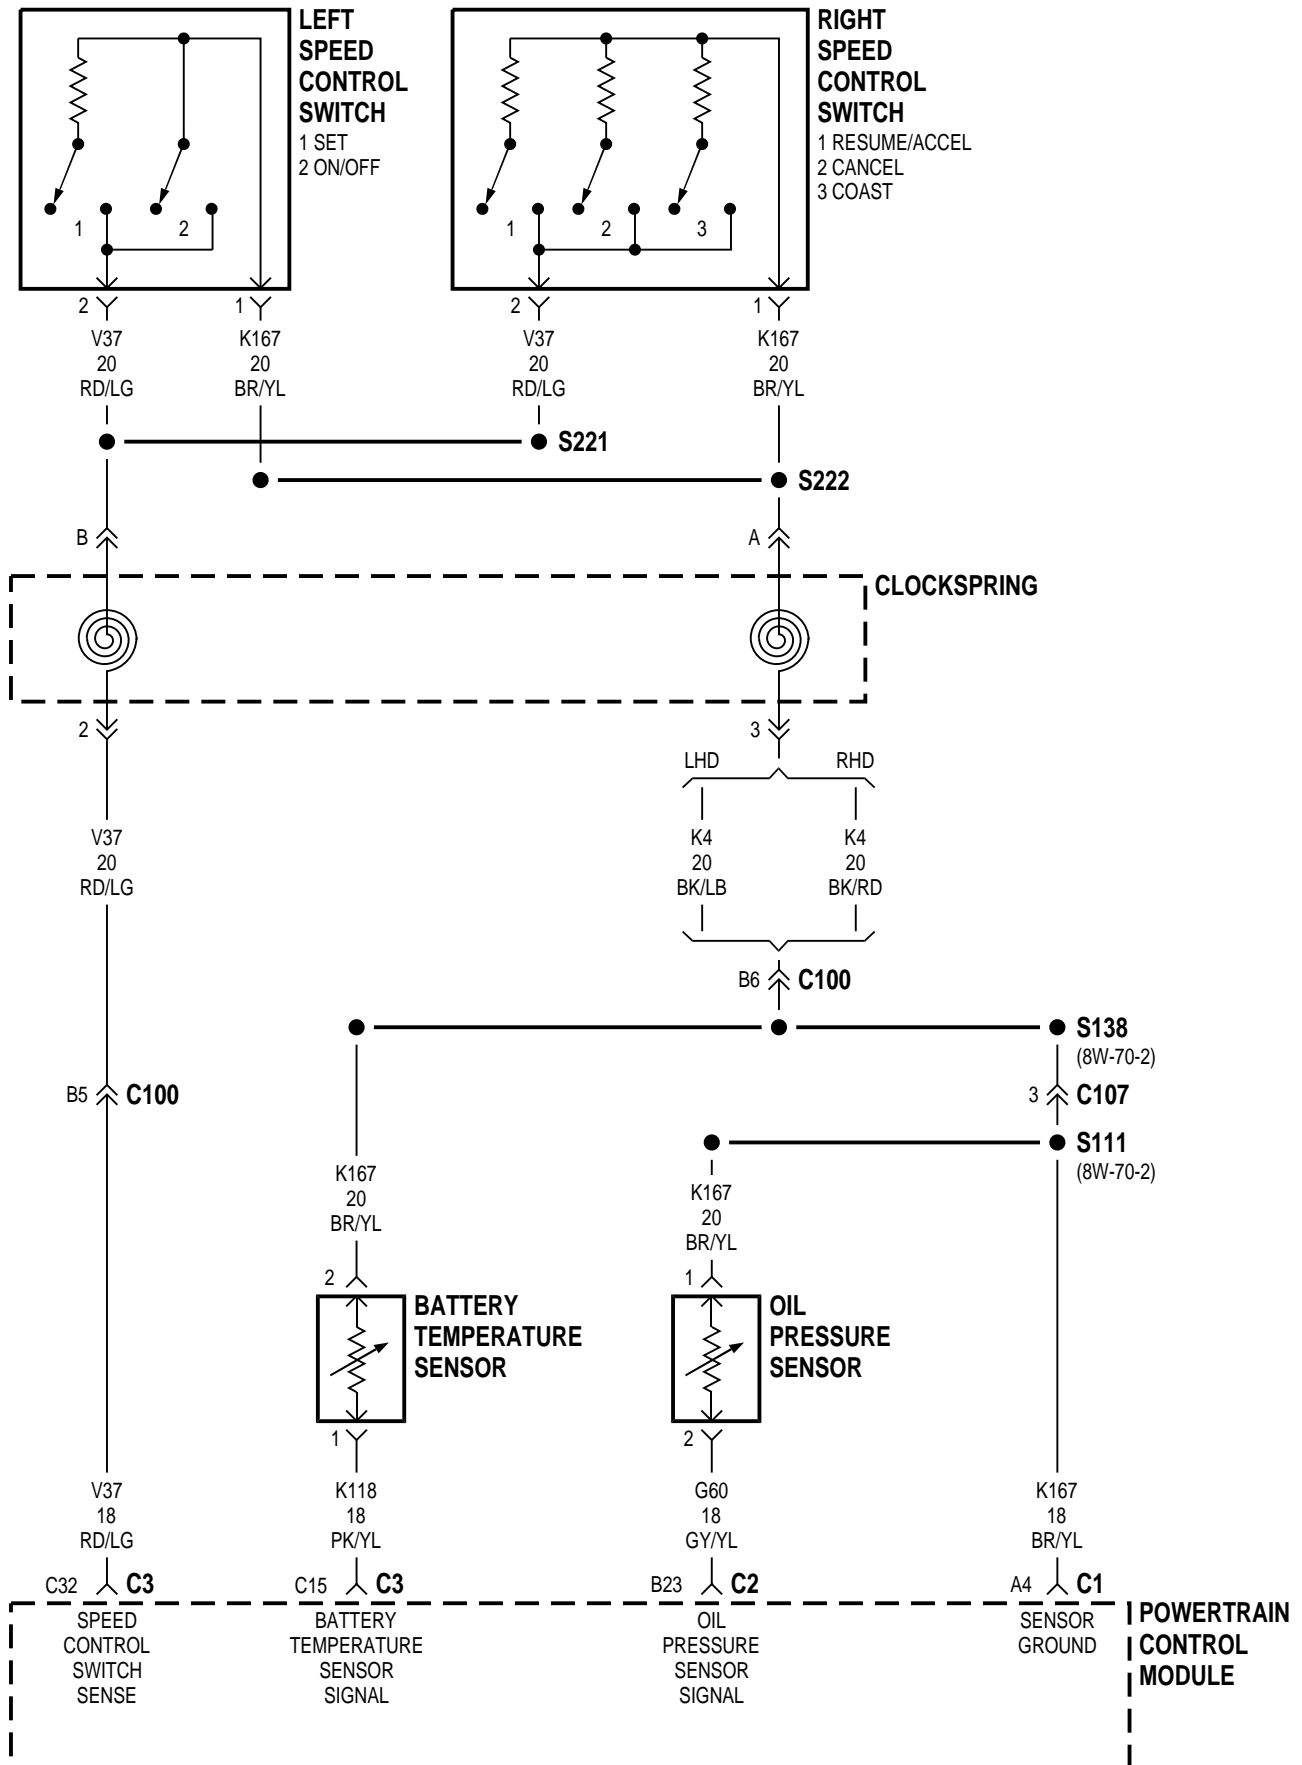 LEFT
SPEED
CONTROL
SWITCH
1 SET
2 ON/OFF
RIGHT
SPEED
CONTROL
SWITCH
1 RESUME/ACCEL
2 CANCEL
3 COAST
1
2
1
2
3
2
1
2
1
V37
20
RD/LG
K167
20
BR/YL
V37
20
RD/LG
K167
20
BR/YL
S221
S222
B
A
CLOCKSPRING
2
3
LHD
RHD
V37
20
RD/LG
K4
20
BK/LB
K4
20
BK/RD
B6
C100
S138
(8W-70-2)
B5
C100
3
C107
S111
(8W-70-2)
K167
20
BR/YL
K167
20
BR/YL
2
BATTERY
TEMPERATURE
SENSOR
1
1
OIL
PRESSURE
SENSOR
2
V37
18
RD/LG
K118
18
PK/YL
G60
18
GY/YL
K167
18
BR/YL
C32
C3
C15
C3
B23
C2
A4
C1
SPEED
CONTROL
SWITCH
SENSE
BATTERY
TEMPERATURE
SENSOR
SIGNAL
OIL
PRESSURE
SENSOR
SIGNAL
SENSOR
GROUND
POWERTRAIN
CONTROL
MODULE